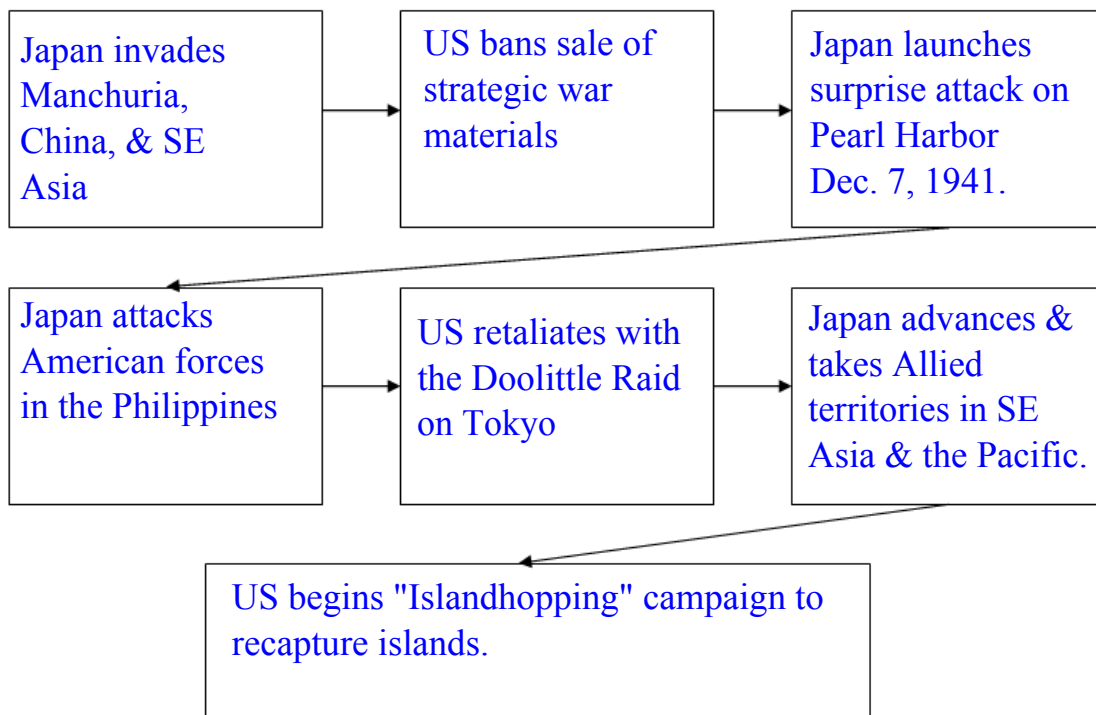 Japan invades
Manchuria,
China, & SE
Asia
US bans sale of
strategic war
materials
Japan launches
surprise attack on
Pearl Harbor
Dec. 7, 1941.
Japan attacks
American forces
in the Philippines
US retaliates with
the Doolittle Raid
on Tokyo
Japan advances &
takes Allied
territories in SE
Asia & the Pacific.
US begins "Islandhopping" campaign to
recapture islands.